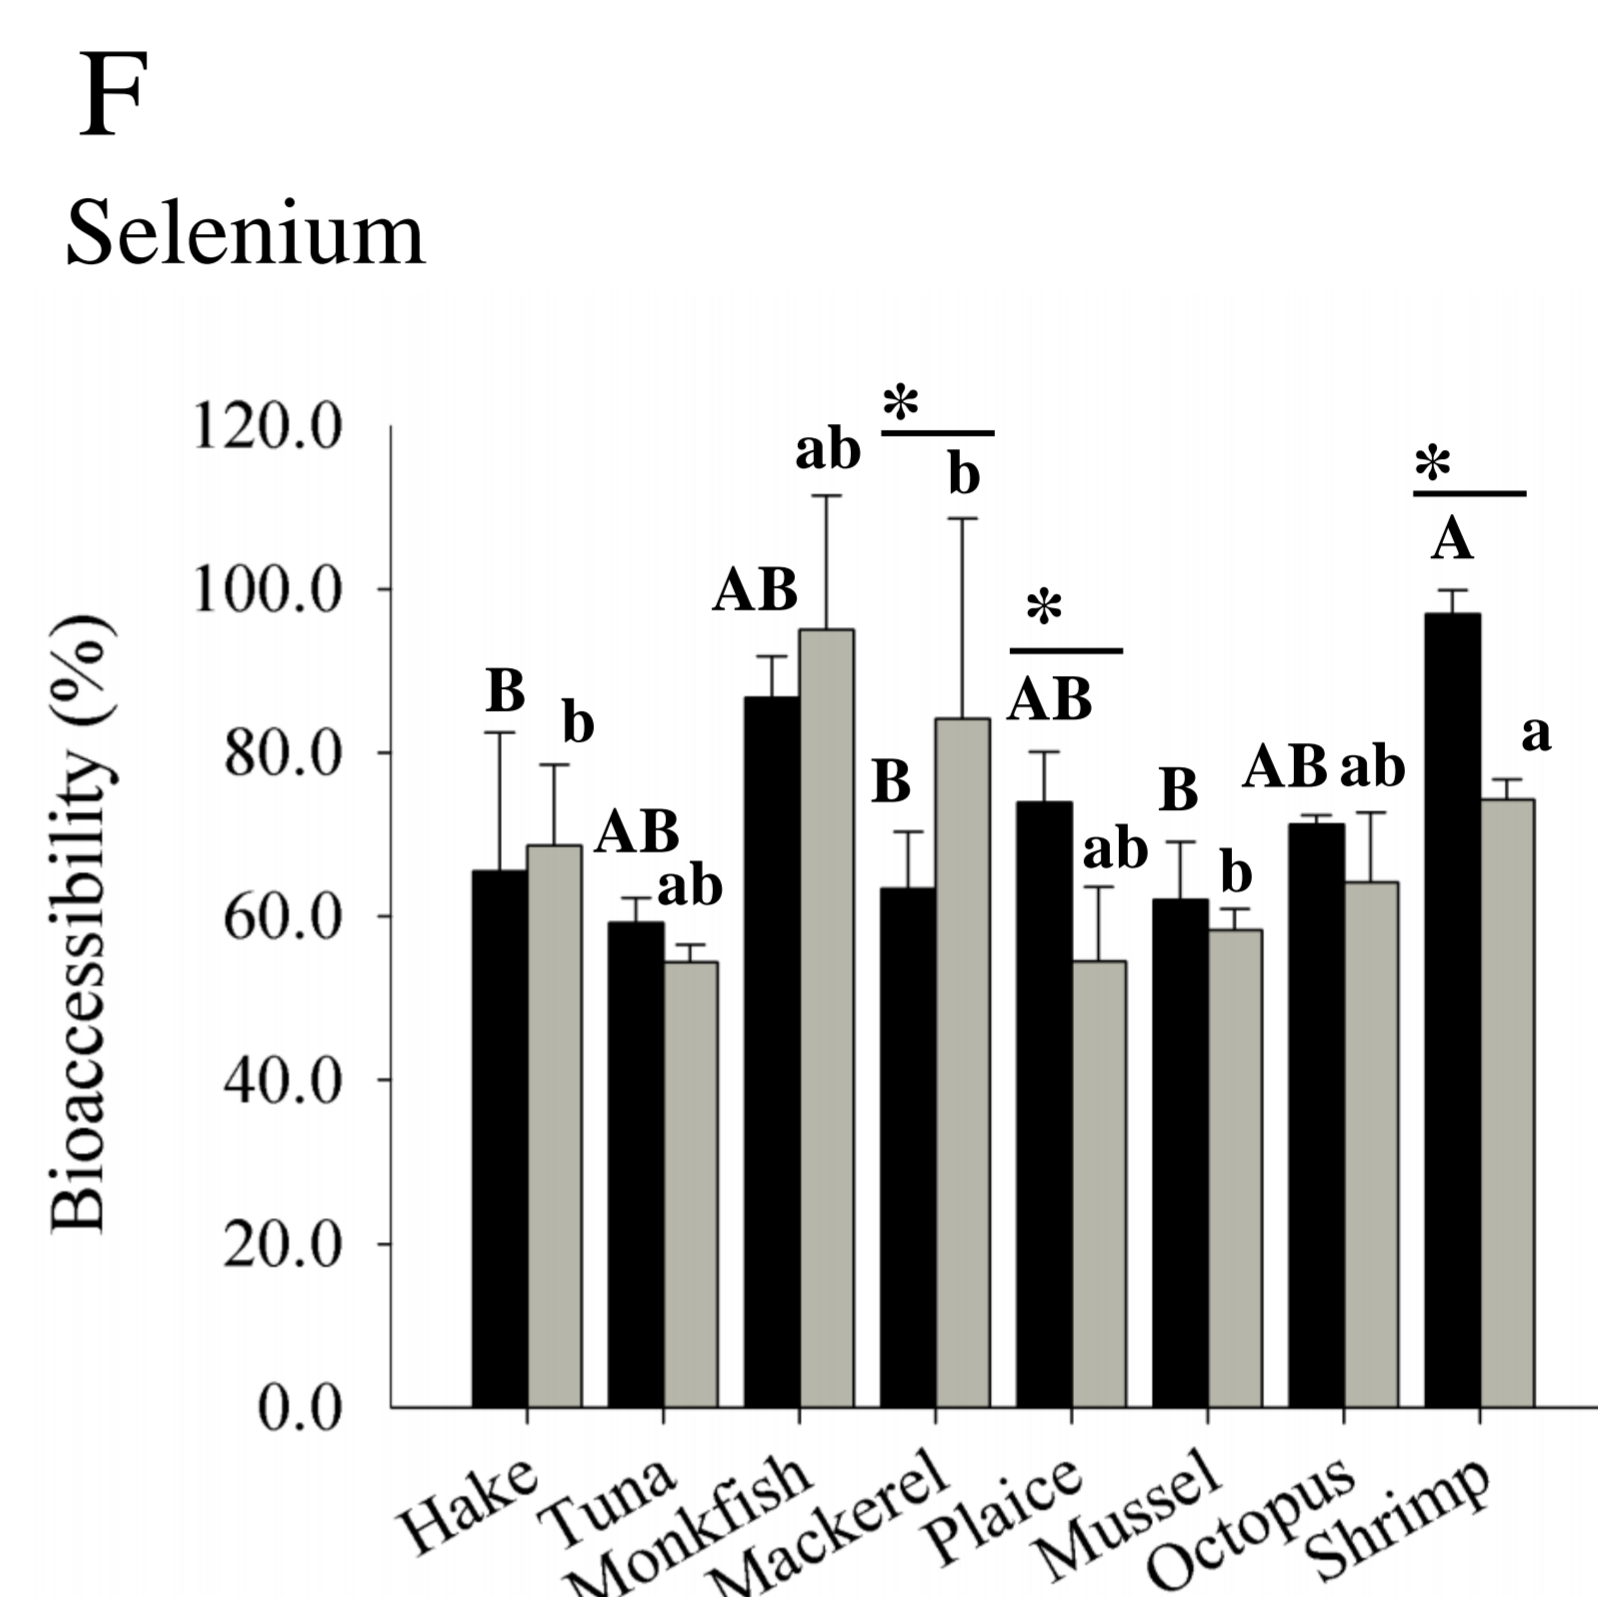 F
Selenium
Bioaccessibility (%)
120.0
100.0
80.0
60.0
40.0
20.0
0.0
B
b
AB
ab
AB
ab
*
B
b
*
AB
ab
B
b
AB
ab
*
A
a
Hake
Tuna
Monkfish
Mackerel
Plaice
Mussel
Octopus
Shrimp